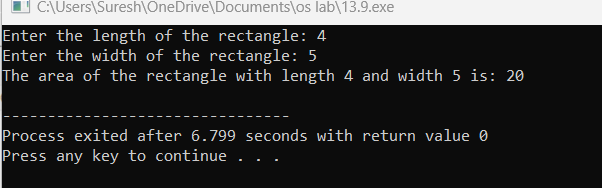 C:\Users\Suresh\OneDrive\Documents\os lab\13.9.exe
Enter the length of the rectangle: 4
Enter the width of the rectangle: 5
The area of the rectangle with length 4 and width 5 is: 20
--------------------------------
Process exited after 6.799 seconds with return value 0
Press any key to continue . . .